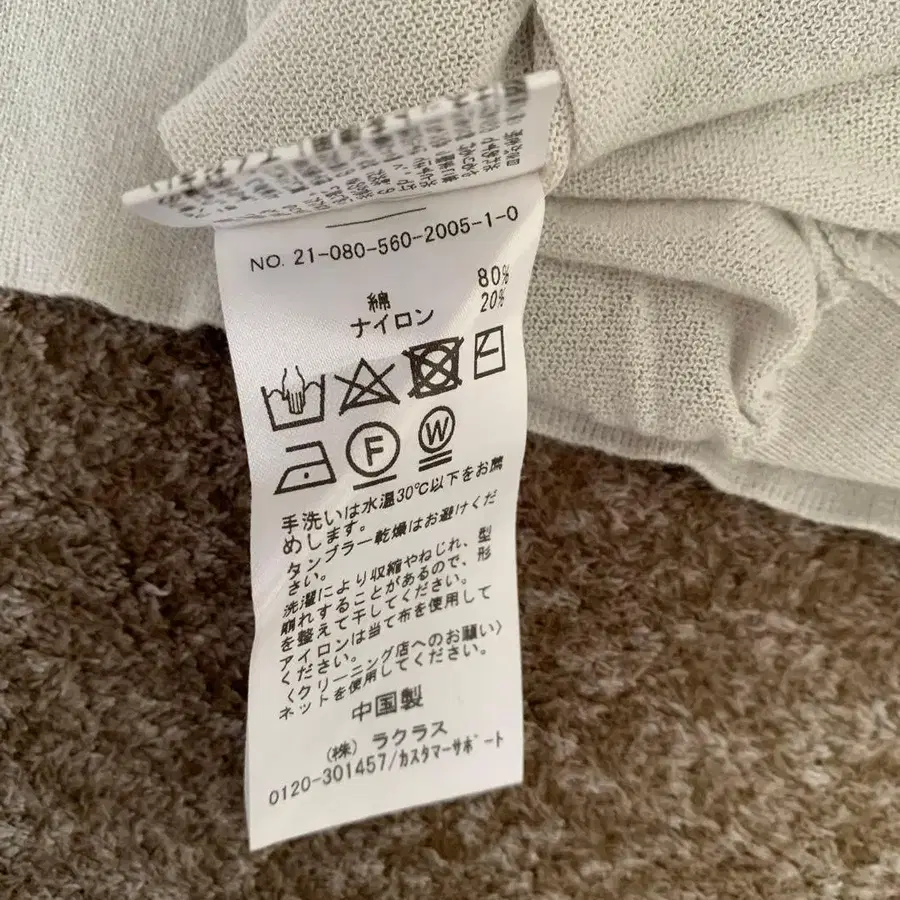 NO. 21-080-560-2005-1-0
綿 80%
ナイロン 20%
F W
手洗いは水温30℃以下をお薦
めします。
タンブラー乾燥はお避けくだ
さい。
洗濯により収縮やねじれ、型
崩れすることがあるので、形
を整えて干してください。
アイロンは当て布を使用して
ください。
〈クリーニング店へのお願い〉
ネットを使用してください。
中国製
(株) ラクラス
0120-301457/カスタマーサポート